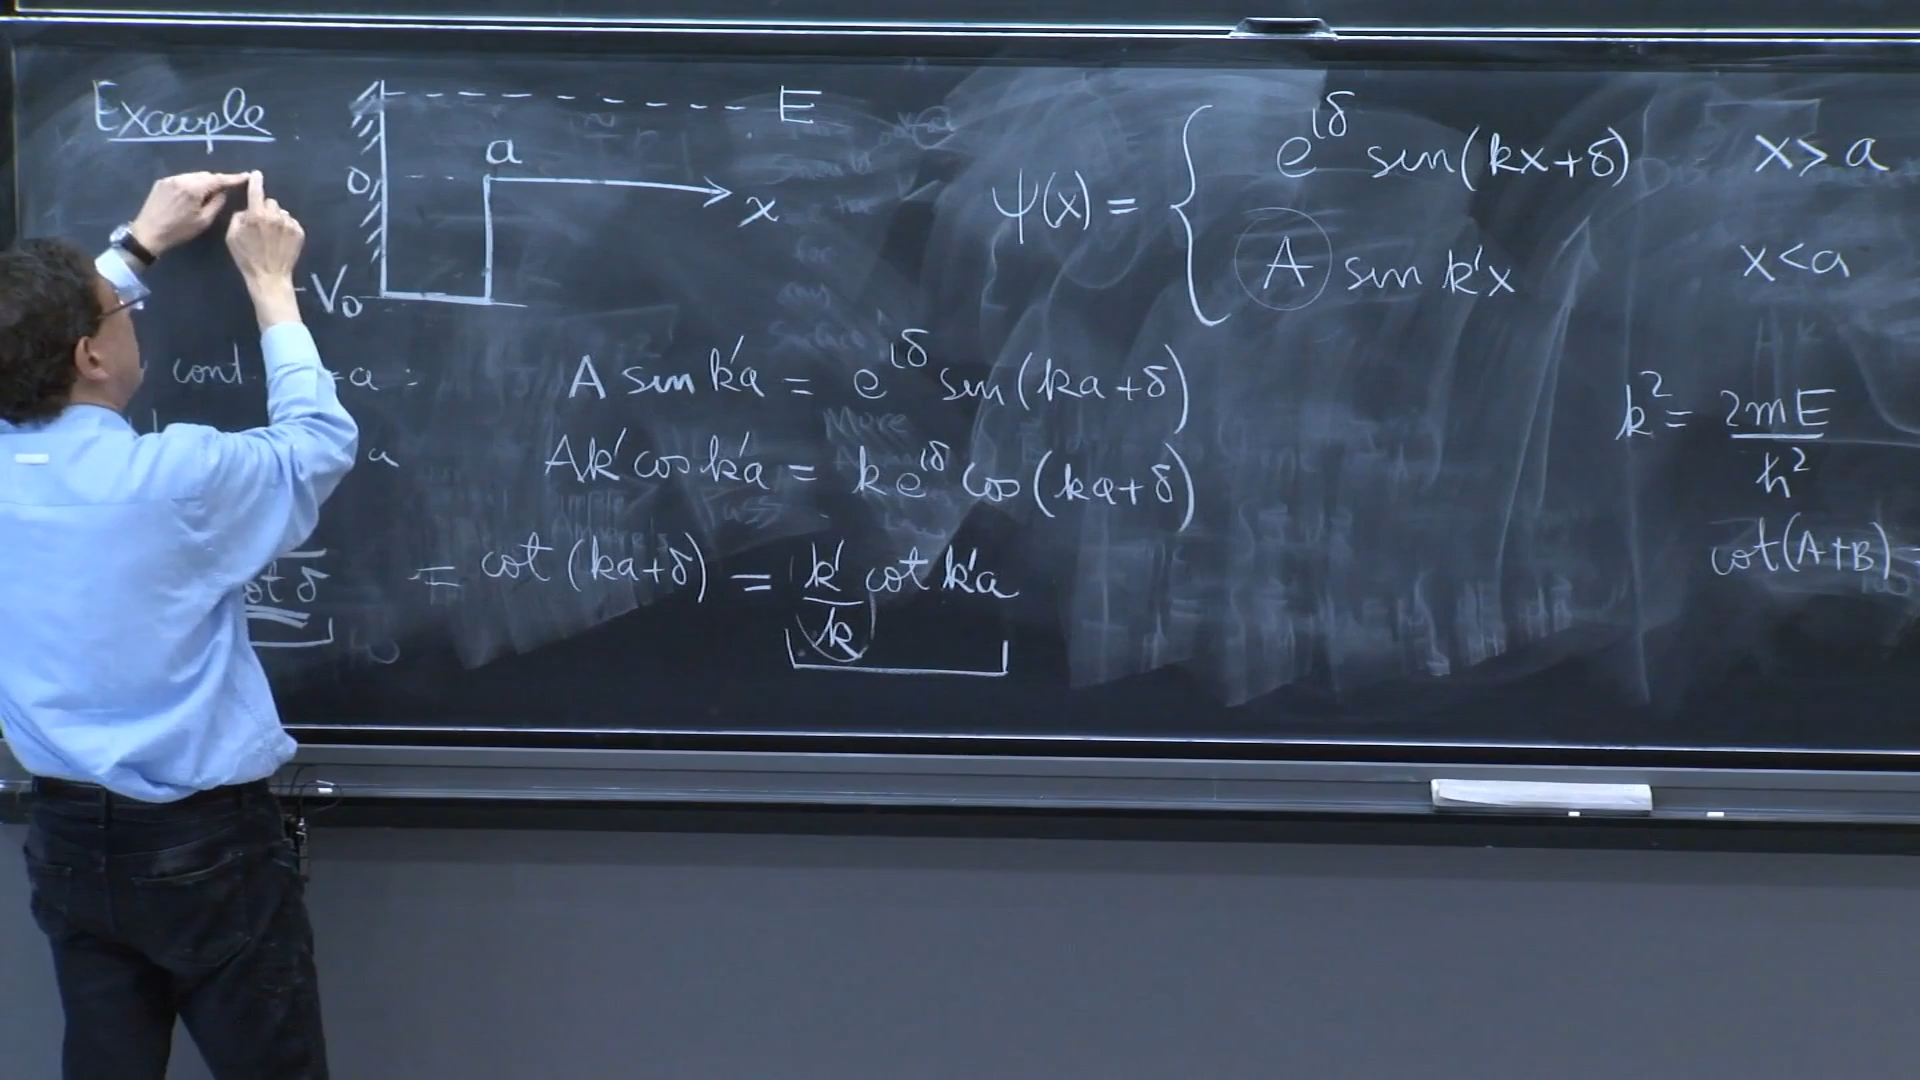 Example
E
a
0
x
-V₀
ψ(x) = { e^{iδ} sin(kx+δ) x > a
A sin k'x x < a
cont. =a :
A sin k'a = e^{iδ} sin(ka+δ)
a
Ak' cos k'a = k e^{iδ} cos(ka+δ)
k² = 2mE / ħ²
cot δ = cot(ka+δ) = k'/k cot k'a
cot(A+B) =